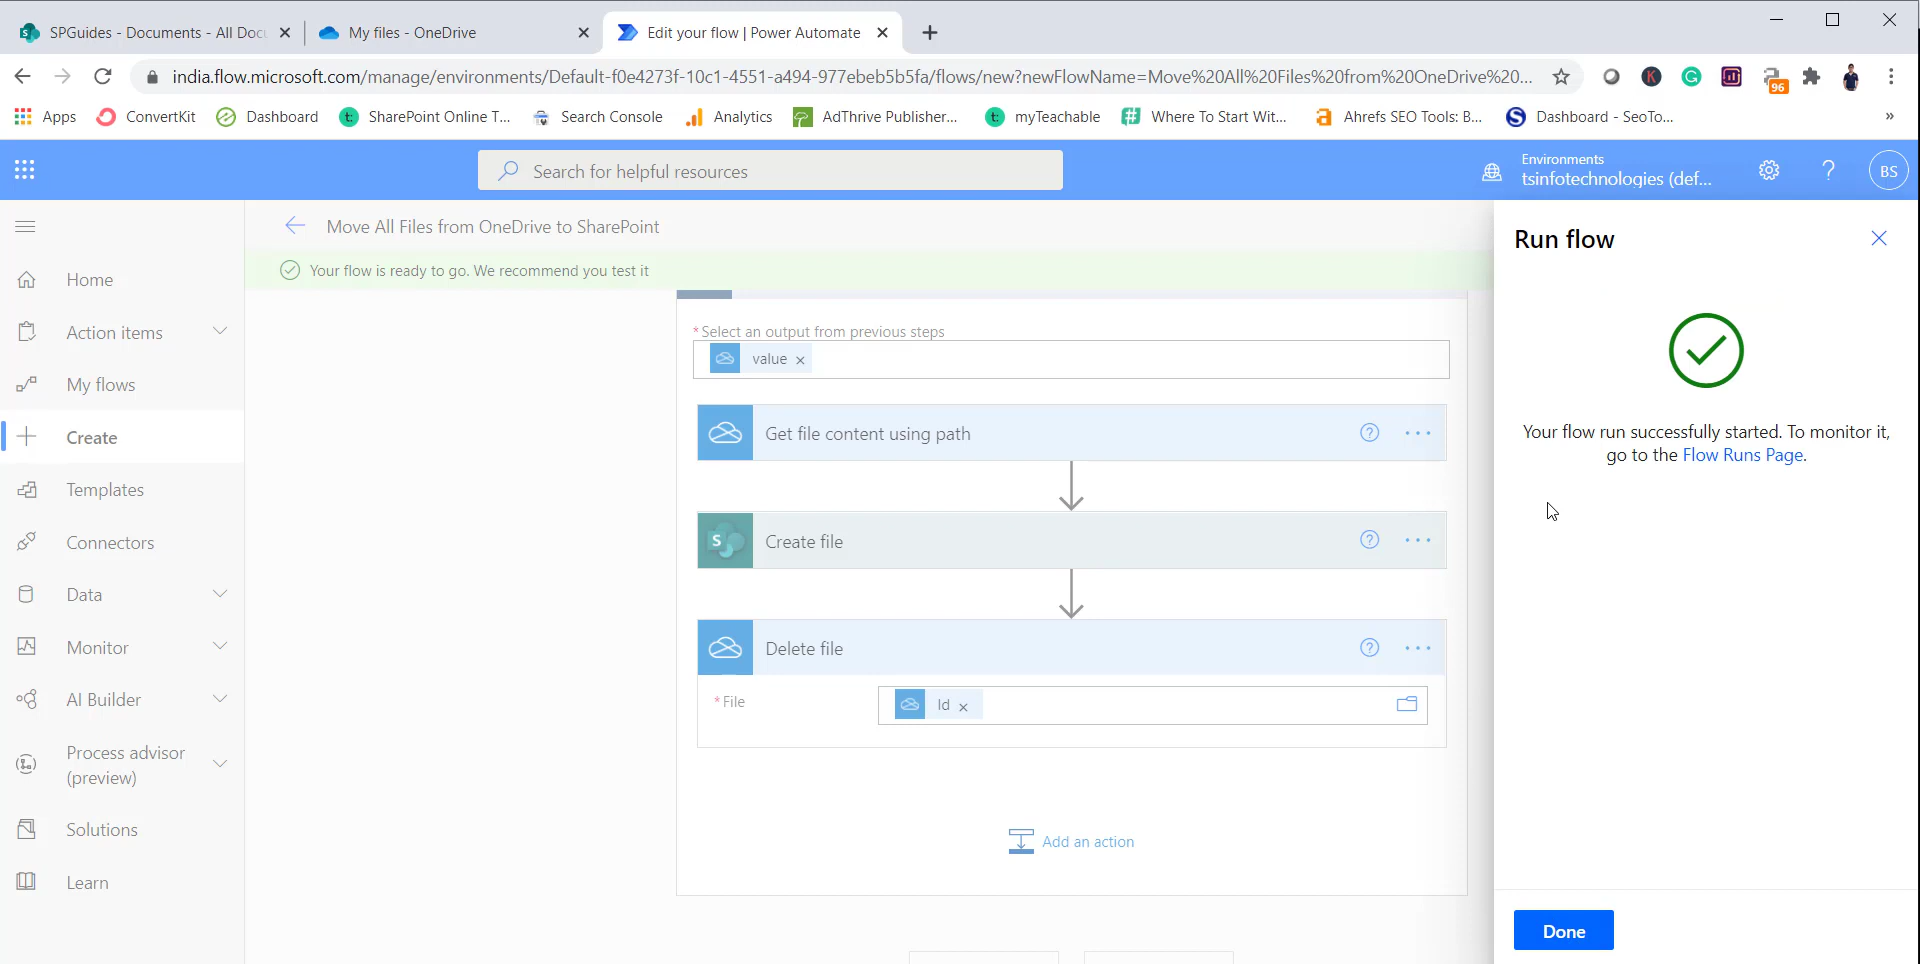 SPGuides - Documents - All Docu
My files - OneDrive
Edit your flow | Power Automate
india.flow.microsoft.com/manage/environments/Default-f0e4273f-10c1-4551-a494-977ebeb5b5fa/flows/new?newFlowName=Move%20All%20Files%20from%20OneDrive%20...
K
96
Apps
ConvertKit
Dashboard
SharePoint Online T...
Search Console
Analytics
AdThrive Publisher...
myTeachable
Where To Start Wit...
Ahrefs SEO Tools: B...
Dashboard - SeoTo...
»
Search for helpful resources
Environments
tsinfotechnologies (def...
?
BS
Move All Files from OneDrive to SharePoint
Your flow is ready to go. We recommend you test it
Home
Action items
My flows
Create
Templates
Connectors
Data
Monitor
AI Builder
Process advisor
(preview)
Solutions
Learn
* Select an output from previous steps
value
Get file content using path
Create file
Delete file
* File
Id
Add an action
Run flow
Your flow run successfully started. To monitor it,
go to the Flow Runs Page.
Done